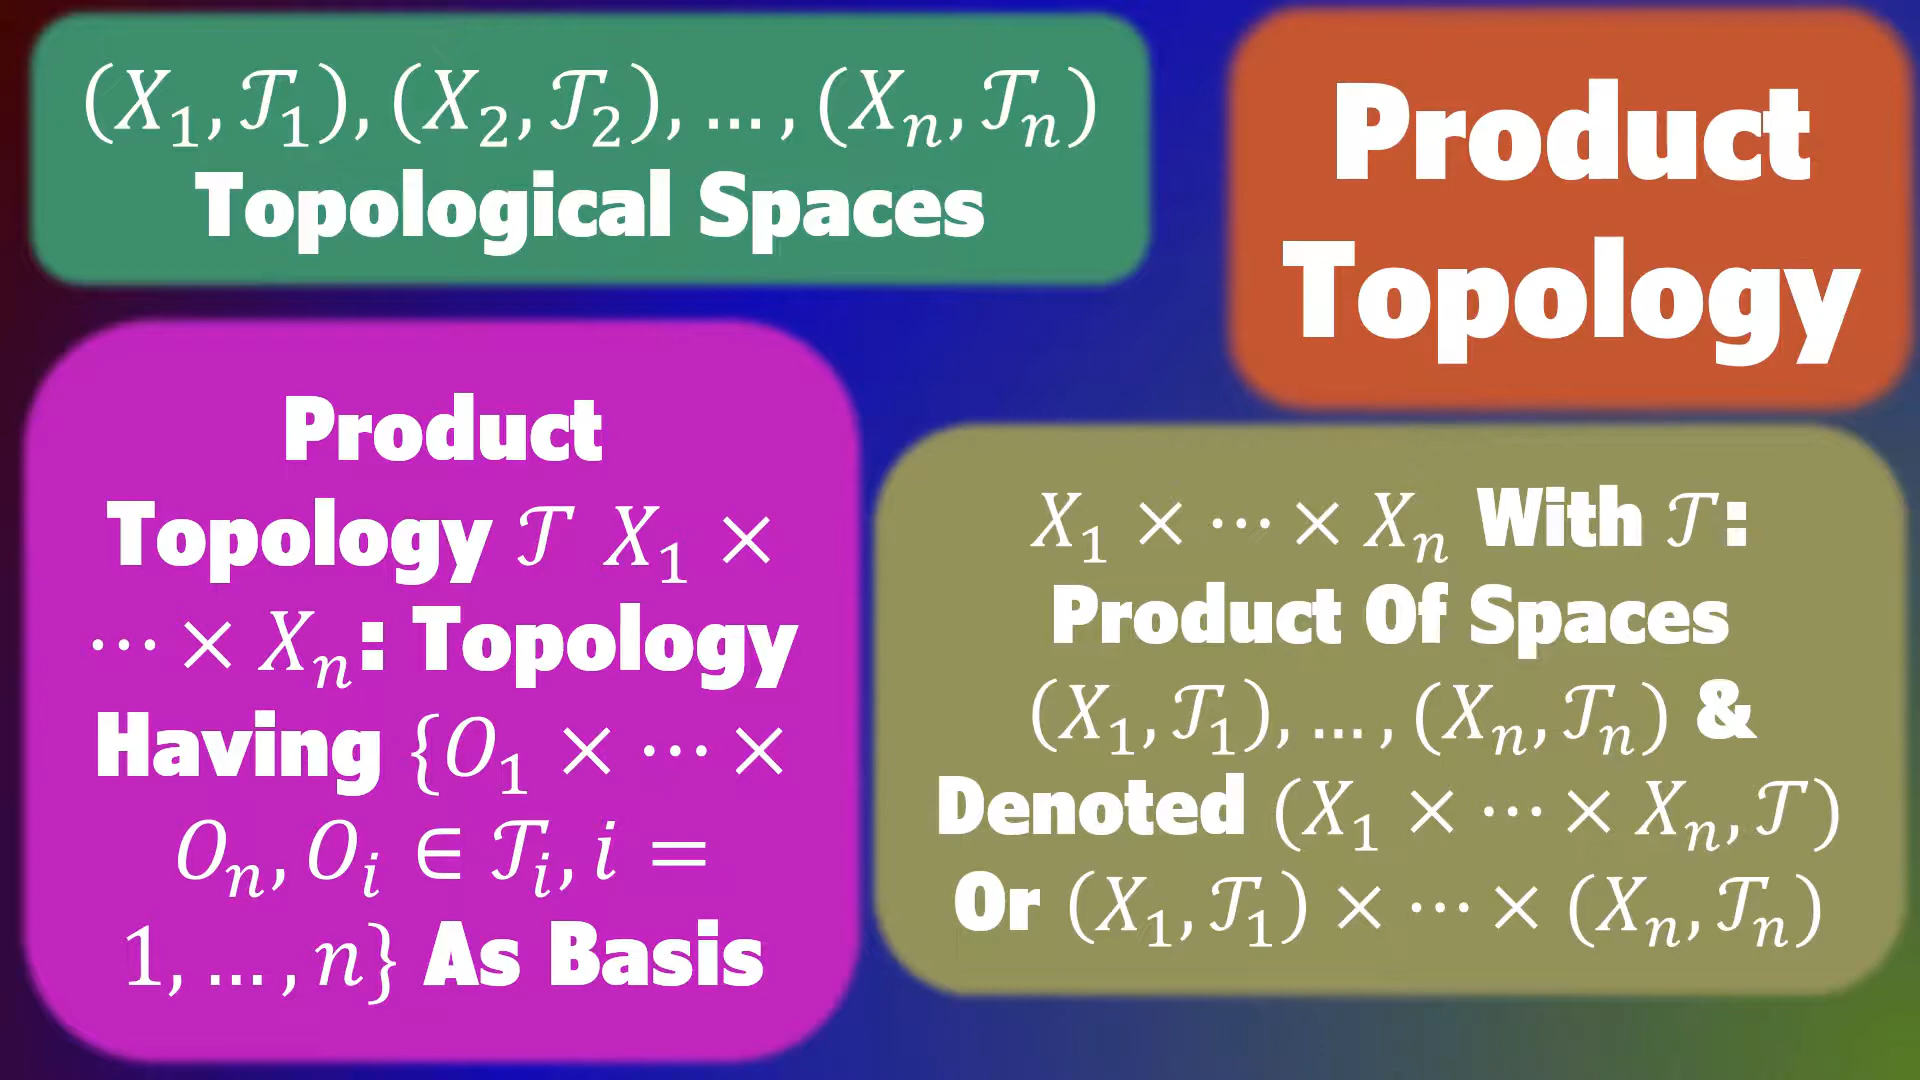 (X₁, 𝒯₁), (X₂, 𝒯₂), … , (Xₙ, 𝒯ₙ)
Topological Spaces
Product
Topology
Product
Topology 𝒯 X₁ ×
⋯ × Xₙ: Topology
Having {O₁ × ⋯ ×
Oₙ, Oᵢ ∈ 𝒯ᵢ, i =
1, … , n} As Basis
X₁ × ⋯ × Xₙ With 𝒯:
Product Of Spaces
(X₁, 𝒯₁), … , (Xₙ, 𝒯ₙ) &
Denoted (X₁ × ⋯ × Xₙ, 𝒯)
Or (X₁, 𝒯₁) × ⋯ × (Xₙ, 𝒯ₙ)